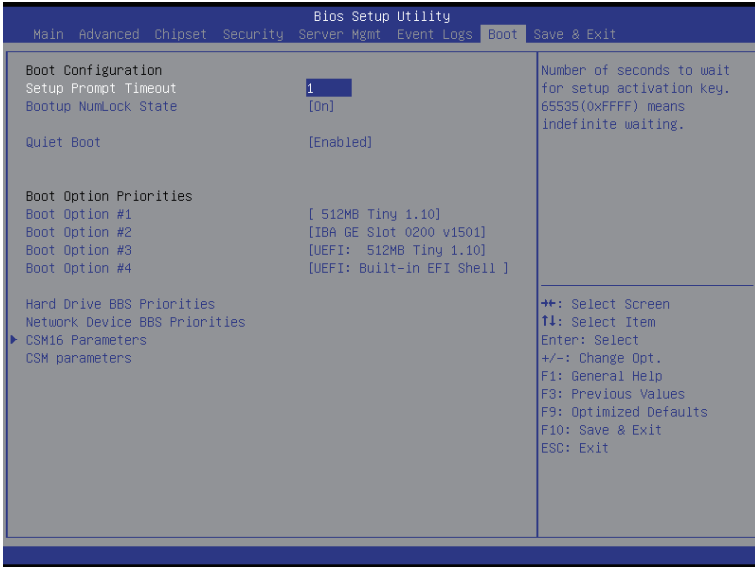 Bios Setup Utility
Main Advanced Chipset Security Server Mgmt Event Logs Boot Save & Exit
Boot Configuration
Setup Prompt Timeout 1
Bootup NumLock State [On]
Quiet Boot [Enabled]
Boot Option Priorities
Boot Option #1 [ 512MB Tiny 1.10]
Boot Option #2 [IBA GE Slot 0200 v1501]
Boot Option #3 [UEFI:  512MB Tiny 1.10]
Boot Option #4 [UEFI: Built-in EFI Shell ]
Hard Drive BBS Priorities
Network Device BBS Priorities
CSM16 Parameters
CSM parameters
Number of seconds to wait
for setup activation key.
65535(0xFFFF) means
indefinite waiting.
→←: Select Screen
↑↓: Select Item
Enter: Select
+/-: Change Opt.
F1: General Help
F3: Previous Values
F9: Optimized Defaults
F10: Save & Exit
ESC: Exit